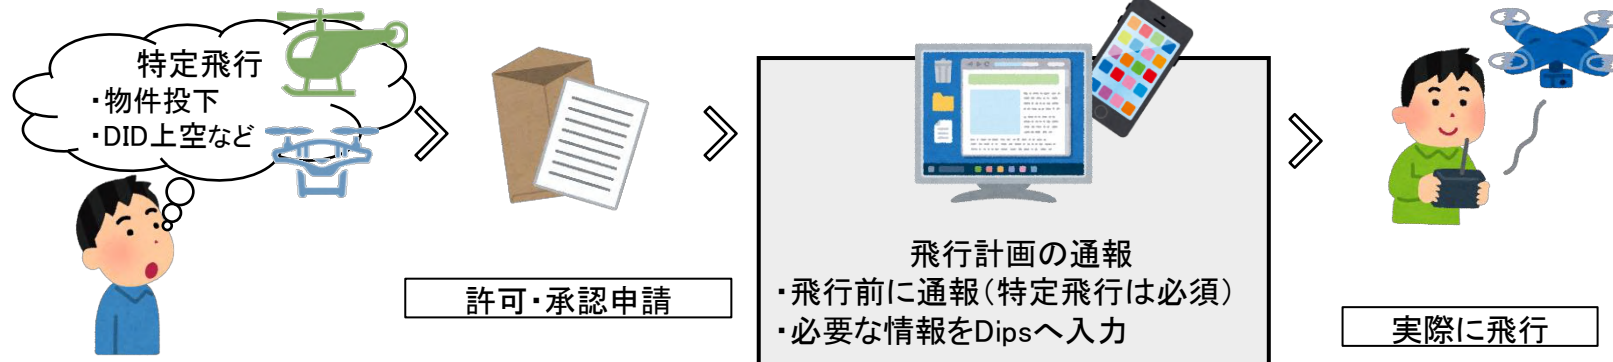 特定飛行
・物件投下
・DID上空など
許可・承認申請
飛行計画の通報
・飛行前に通報(特定飛行は必須)
・必要な情報をDipsへ入力
実際に飛行